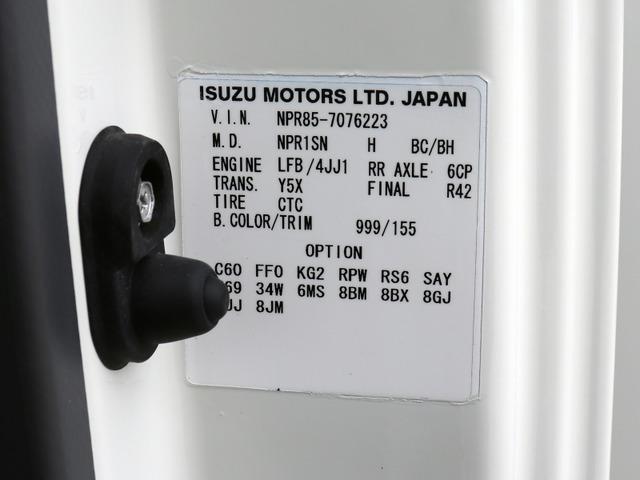 ISUZU MOTORS LTD. JAPAN
V.I.N. NPR85-7076223
M.D. NPR1SN H BC/BH
ENGINE LFB/4JJ1 RR AXLE 6CP
TRANS. Y5X FINAL R42
TIRE CTC
B.COLOR/TRIM 999/155
OPTION
C60 FF0 KG2 RPW RS6 SAY
34W 6MS 8BM 8BX 8GJ
8JM